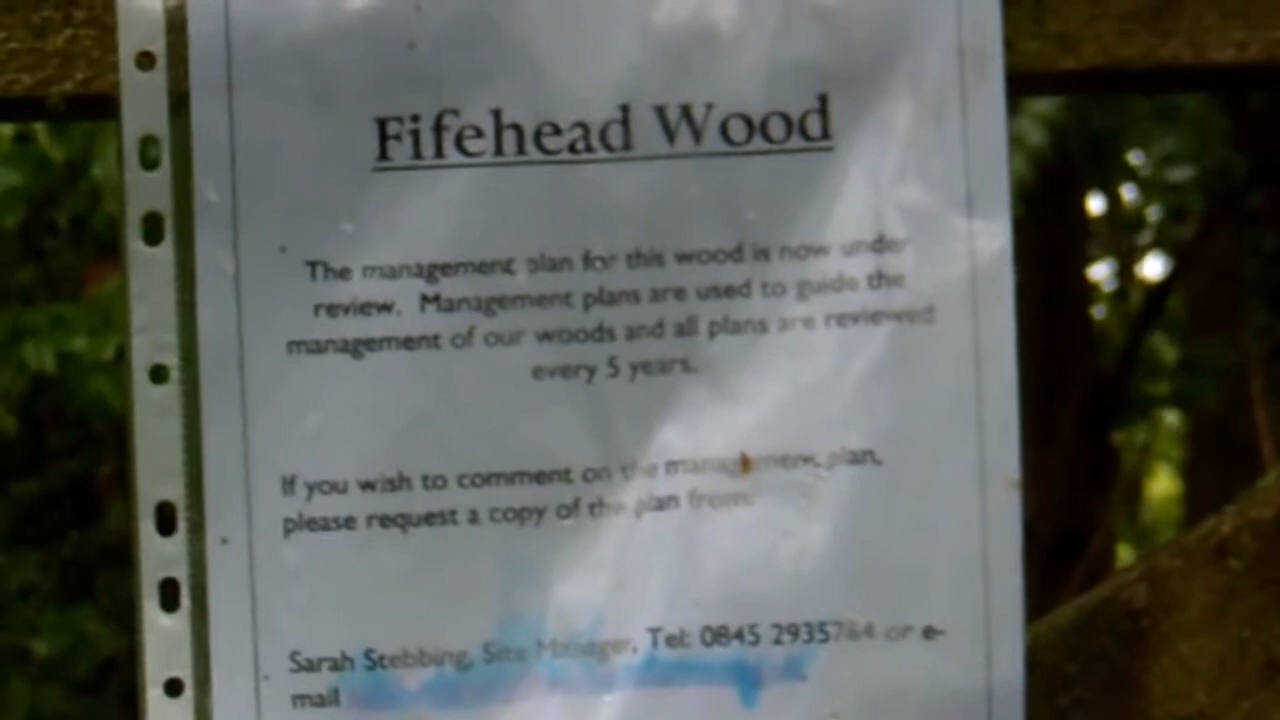 Fifehead Wood
The management plan for this wood is now under
review. Management plans are used to guide the
management of our woods and all plans are reviewed
every 5 years.
If you wish to comment on the management plan,
please request a copy of the plan from:
Sarah Stebbing, Site Manager, Tel: 0845 2935784 or e-
mail